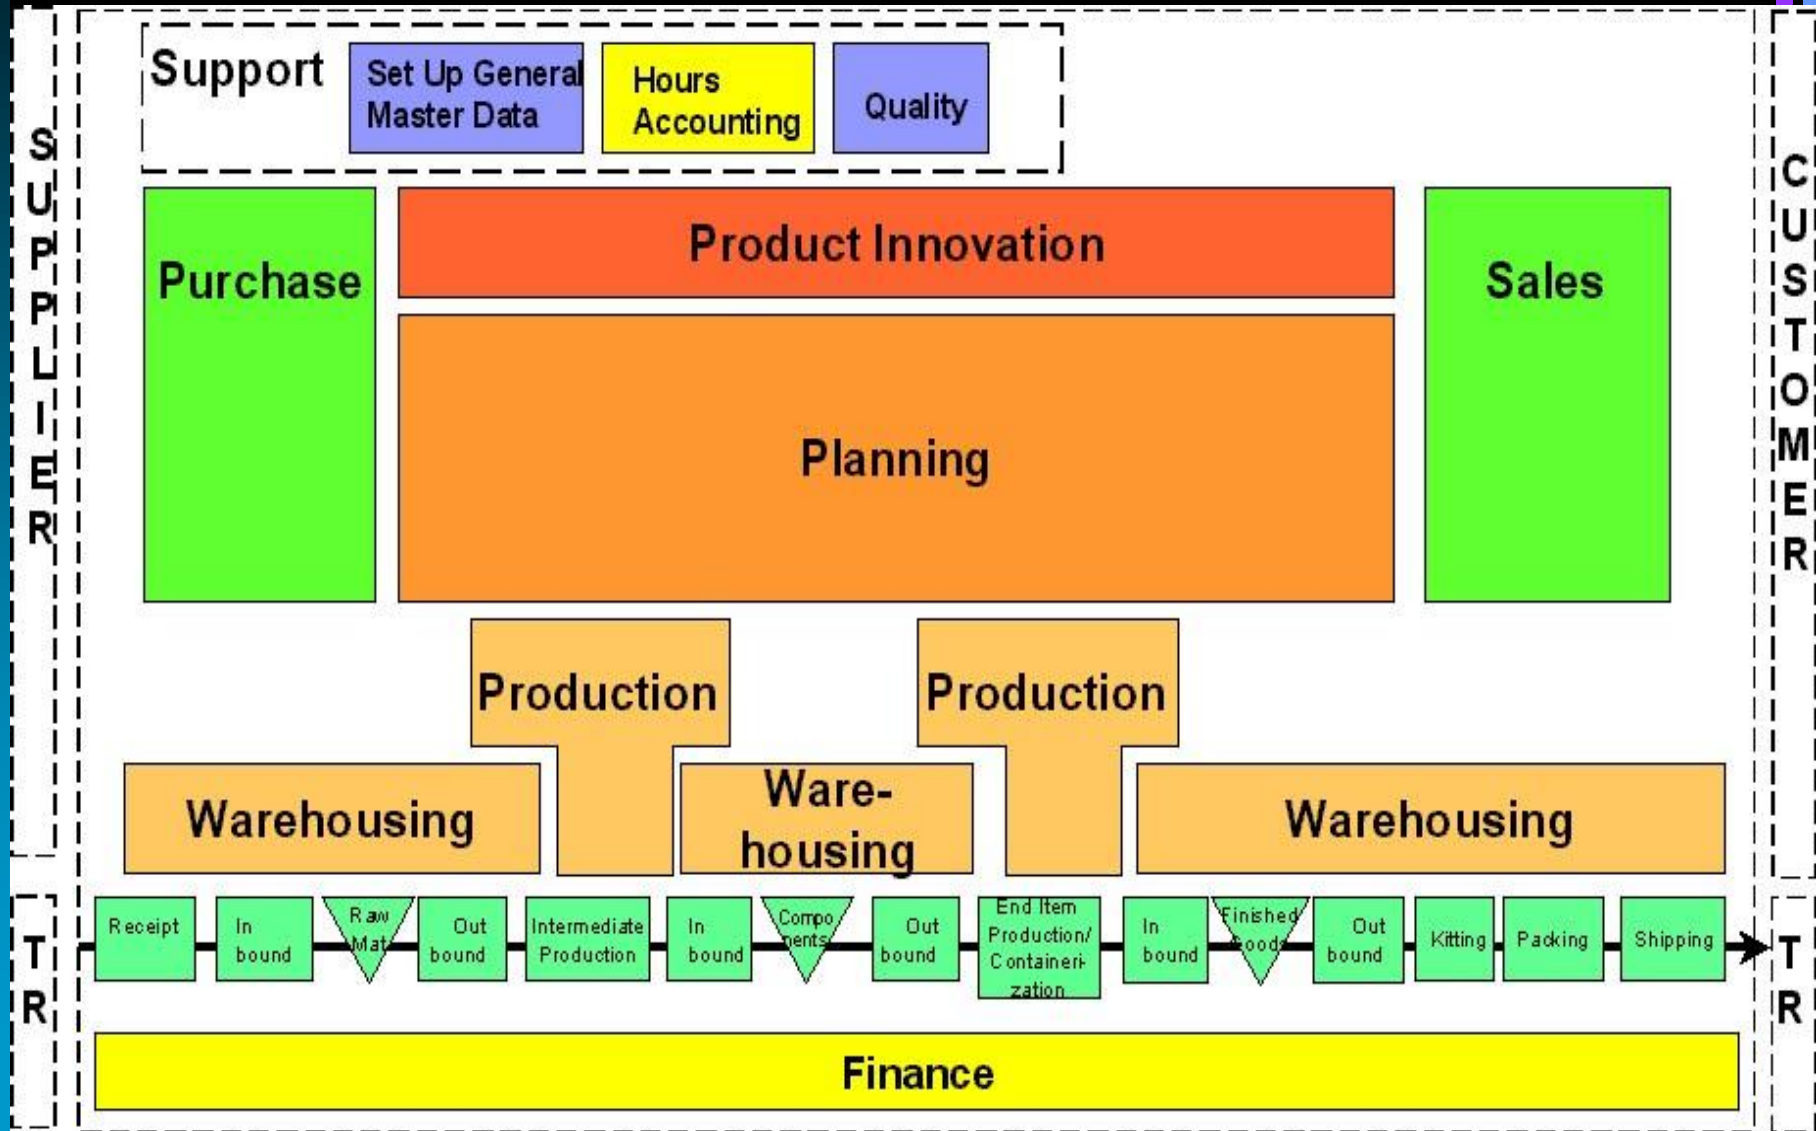 SUPPLIER
Support
Set Up General
Master Data
Hours
Accounting
Quality
CUSTOMER
Purchase
Product Innovation
Sales
Planning
Production
Production
Warehousing
Ware-
housing
Warehousing
TR
Receipt
In
bound
Raw
Mat
Out
bound
Intermediate
Production
In
bound
Compo
nents
Out
bound
End Item
Production/
Containeri-
zation
In
bound
Finished
Goods
Out
bound
Kitting
Packing
Shipping
TR
Finance